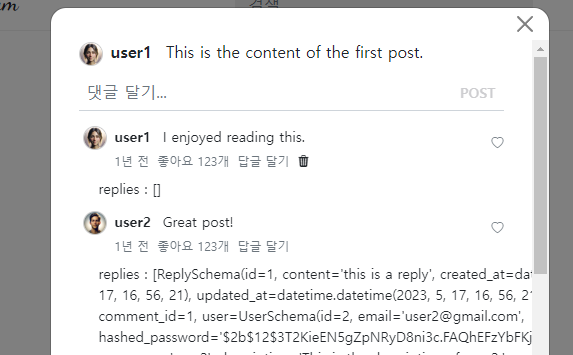 검색
user1 This is the content of the first post.
댓글 달기... POST
user1 I enjoyed reading this.
1년 전 좋아요 123개 답글 달기
replies : []
user2 Great post!
1년 전 좋아요 123개 답글 달기
replies : [ReplySchema(id=1, content='this is a reply', created_at=dat
17, 16, 56, 21), updated_at=datetime.datetime(2023, 5, 17, 16, 56, 2
comment_id=1, user=UserSchema(id=2, email='user2@gmail.com',
hashed_password='$2b$12$3T2KieEN5gZpNRyD8ni3c.FAQhEFzYbFKj